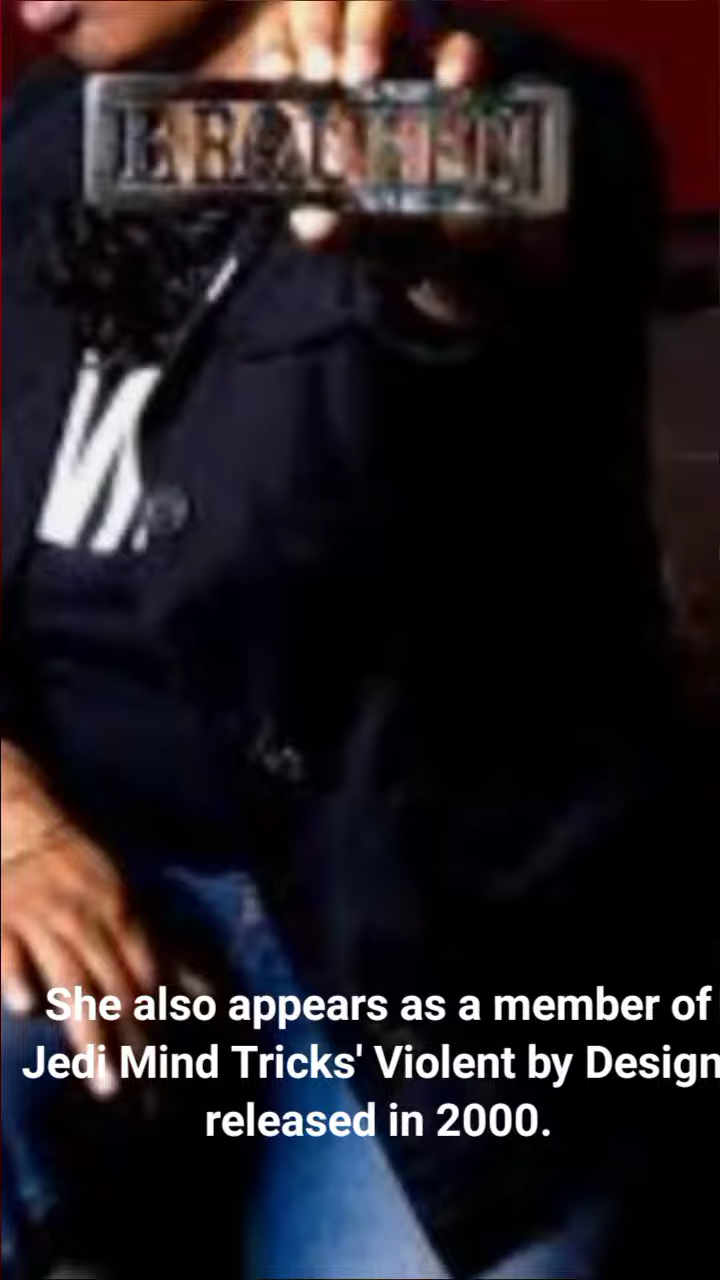 She also appears as a member of
Jedi Mind Tricks' Violent by Design
released in 2000.